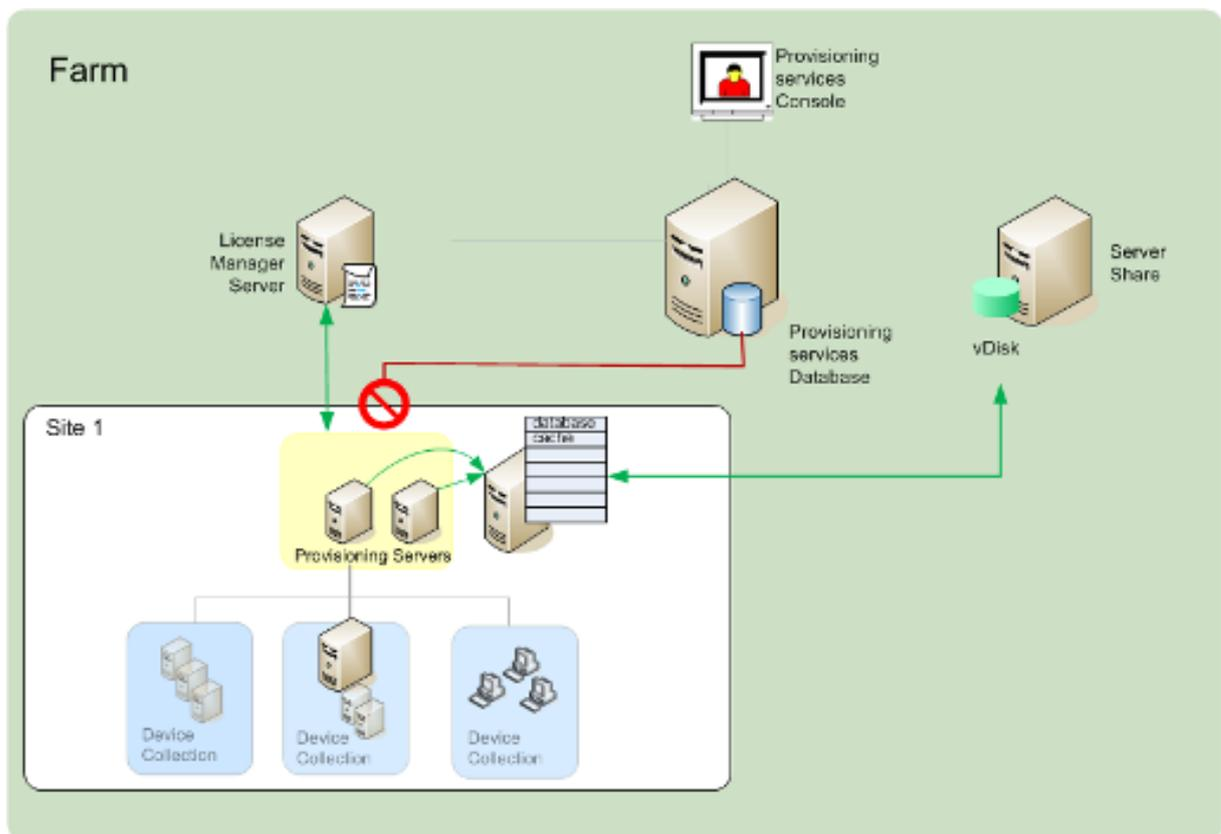 Farm
Provisioning
services
Console
License
Manager
Server
Server
Share
vDisk
Provisioning
services
Database
Site 1
database
cache
Provisioning Servers
Device
Collection
Device
Collection
Device
Collection